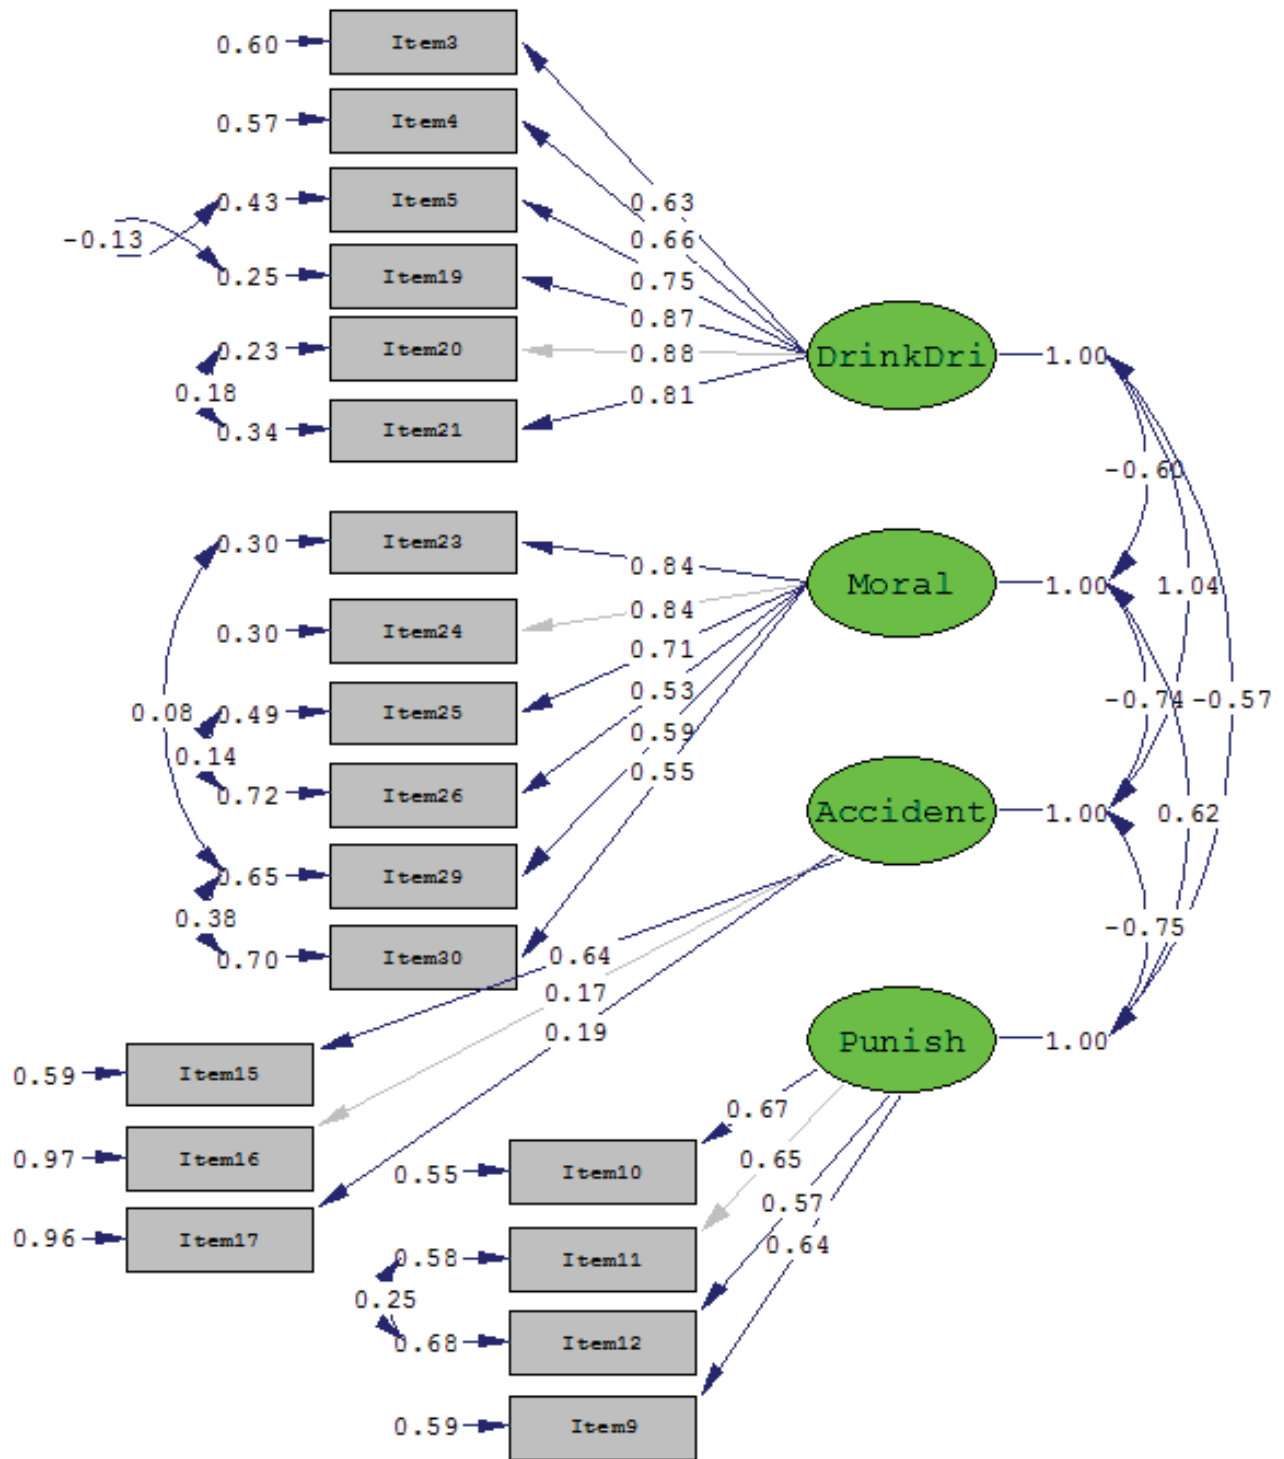 0.60 Item3
0.57 Item4
0.43 Item5 0.63
-0.13 0.66
0.25 Item19 0.75
0.87
0.23 Item20 0.88 DrinkDri 1.00
0.18 0.81
0.34 Item21
-0.60
0.30 Item23 0.84
0.84 Moral 1.00 1.04
0.30 Item24 0.71
0.53 -0.74 -0.57
0.08 0.49 Item25 0.59
0.14 0.55
0.72 Item26 Accident 1.00 0.62
0.65 Item29
0.38 -0.75
0.70 Item30 0.64
0.17
0.19 Punish 1.00
0.59 Item15
0.67
0.97 Item16 0.65
0.55 Item10
0.57
0.96 Item17 0.64
0.58 Item11
0.25
0.68 Item12
0.59 Item9